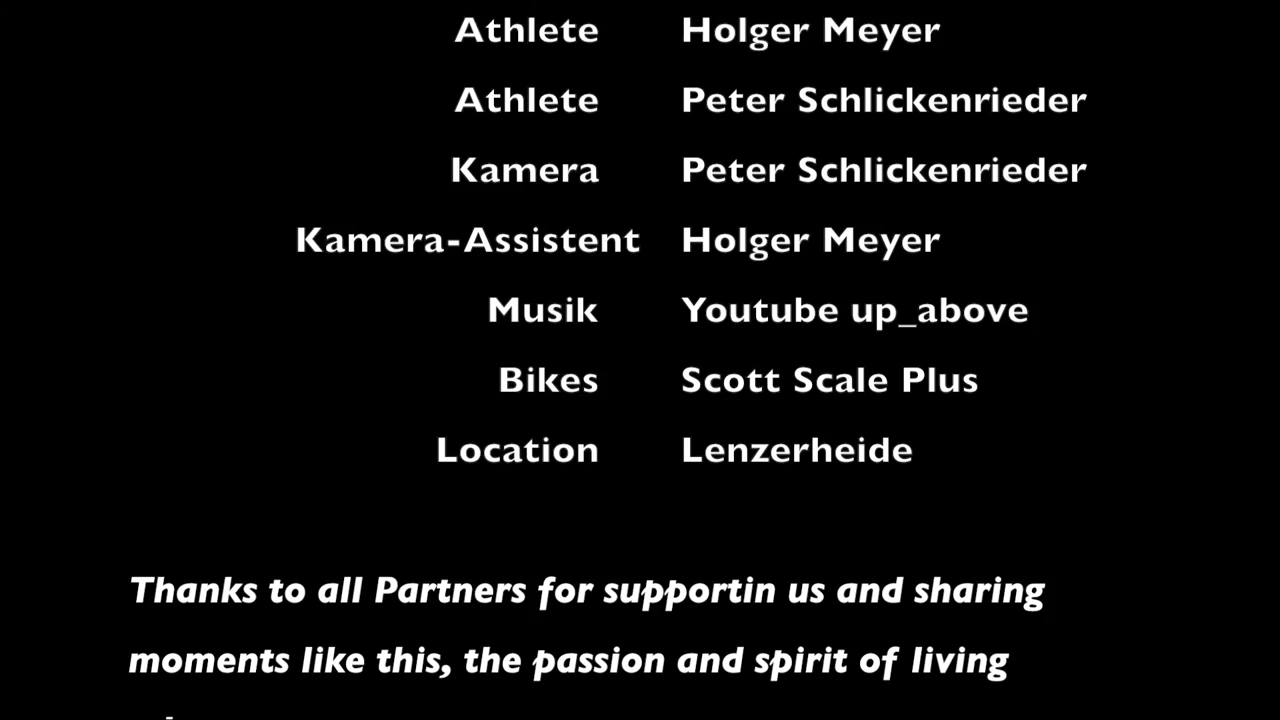 Athlete Holger Meyer
Athlete Peter Schlickenrieder
Kamera Peter Schlickenrieder
Kamera-Assistent Holger Meyer
Musik Youtube up_above
Bikes Scott Scale Plus
Location Lenzerheide
Thanks to all Partners for supportin us and sharing
moments like this, the passion and spirit of living